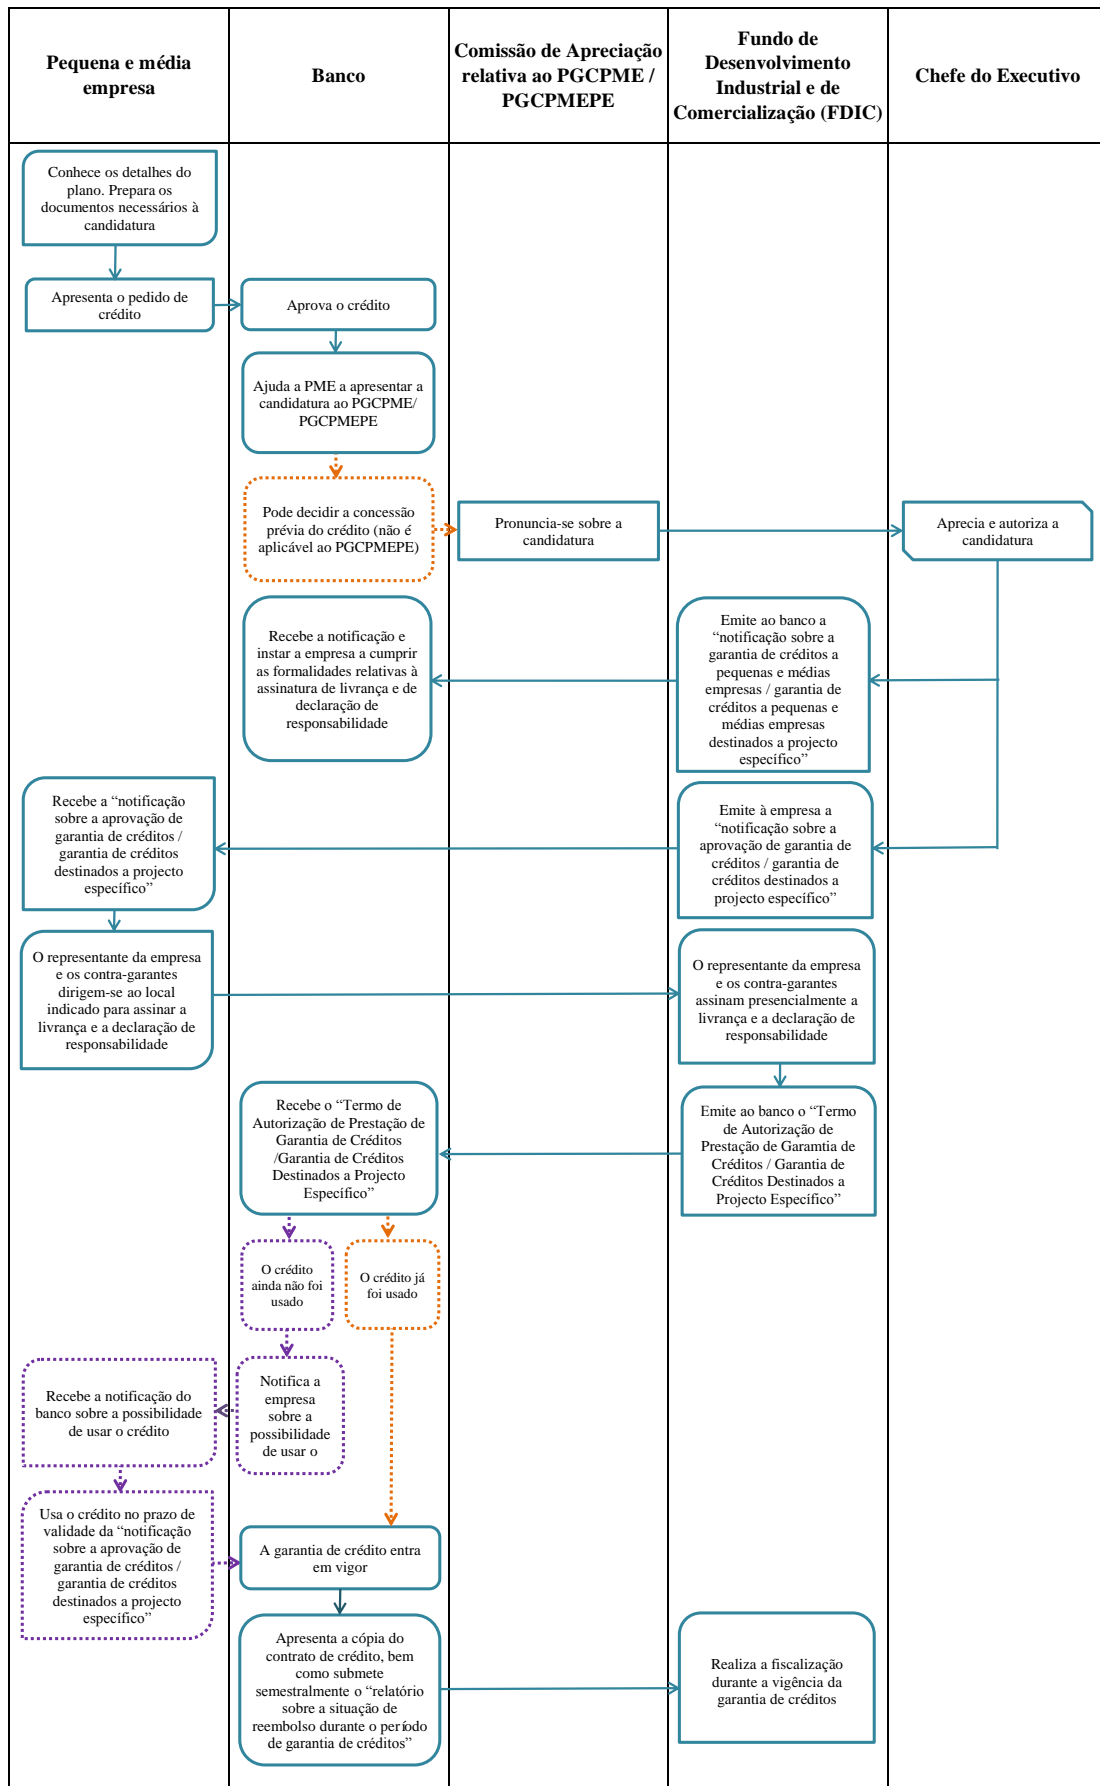 Pequena e média
empresa
Banco
Comissão de Apreciação
relativa ao PGCPME /
PGCPMEPE
Fundo de
Desenvolvimento
Industrial e de
Comercialização (FDIC)
Chefe do Executivo
Conhece os detalhes do
plano. Prepara os
documentos necessários à
candidatura
Apresenta o pedido de
crédito
Aprova o crédito
Ajuda a PME a apresentar a
candidatura ao PGCPME/
PGCPMEPE
Pode decidir a concessão
prévia do crédito (não é
aplicável ao PGCPMEPE)
Pronuncia-se sobre a
candidatura
Aprecia e autoriza a
candidatura
Emite ao banco a
“notificação sobre a
garantia de créditos a
pequenas e médias
empresas / garantia de
créditos a pequenas e
médias empresas
destinados a projecto
específico”
Recebe a notificação e
instar a empresa a cumprir
as formalidades relativas à
assinatura de livrança e de
declaração de
responsabilidade
Emite à empresa a
“notificação sobre a
aprovação de garantia de
créditos / garantia de
créditos destinados a
projecto específico”
Recebe a “notificação
sobre a aprovação de
garantia de créditos /
garantia de créditos
destinados a projecto
específico”
O representante da empresa
e os contra-garantes
dirigem-se ao local
indicado para assinar a
livrança e a declaração de
responsabilidade
O representante da empresa
e os contra-garantes
assinam presencialmente a
livrança e a declaração de
responsabilidade
Emite ao banco o “Termo
de Autorização de
Prestação de Garamtia de
Créditos / Garantia de
Créditos Destinados a
Projecto Específico”
Recebe o “Termo de
Autorização de Prestação de
Garantia de Créditos
/Garantia de Créditos
Destinados a Projecto
Específico”
O crédito
ainda não foi
usado
O crédito já
foi usado
Notifica a
empresa
sobre a
possibilidade
de usar o
Recebe a notificação do
banco sobre a possibilidade
de usar o crédito
Usa o crédito no prazo de
validade da “notificação
sobre a aprovação de
garantia de créditos /
garantia de créditos
destinados a projecto
específico”
A garantia de crédito entra
em vigor
Apresenta a cópia do
contrato de crédito, bem
como submete
semestralmente o “relatório
sobre a situação de
reembolso durante o período
de garantia de créditos”
Realiza a fiscalização
durante a vigência da
garantia de créditos